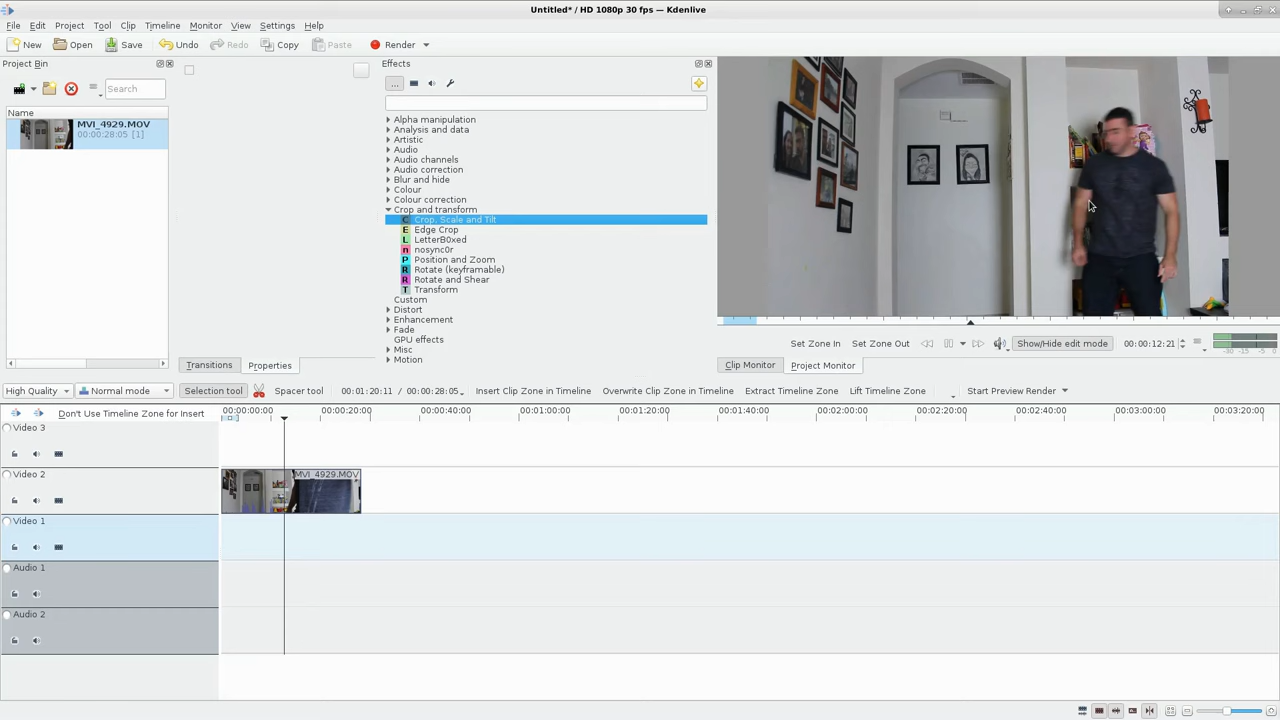 Untitled* / HD 1080p 30 fps — Kdenlive
File Edit Project Tool Clip Timeline Monitor View Settings Help
New Open Save Undo Redo Copy Paste Render
Project Bin
Search
Name
MVI_4929.MOV
00:00:28:05 [1]
Transitions Properties
Effects
...
Alpha manipulation
Analysis and data
Artistic
Audio
Audio channels
Audio correction
Blur and hide
Colour
Colour correction
Crop and transform
C Crop, Scale and Tilt
E Edge Crop
L LetterB0xed
n nosync0r
P Position and Zoom
R Rotate (keyframable)
R Rotate and Shear
T Transform
Custom
Distort
Enhancement
Fade
GPU effects
Misc
Motion
Set Zone In Set Zone Out Show/Hide edit mode 00:00:12:21
-30 -15 -5 0
Clip Monitor Project Monitor
High Quality Normal mode Selection tool Spacer tool 00:01:20:11 / 00:00:28:05 Insert Clip Zone in Timeline Overwrite Clip Zone in Timeline Extract Timeline Zone Lift Timeline Zone Start Preview Render
Don't Use Timeline Zone for Insert
00:00:00:00 00:00:20:00 00:00:40:00 00:01:00:00 00:01:20:00 00:01:40:00 00:02:00:00 00:02:20:00 00:02:40:00 00:03:00:00 00:03:20:00
Video 3
Video 2
MVI_4929.MOV
Video 1
Audio 1
Audio 2